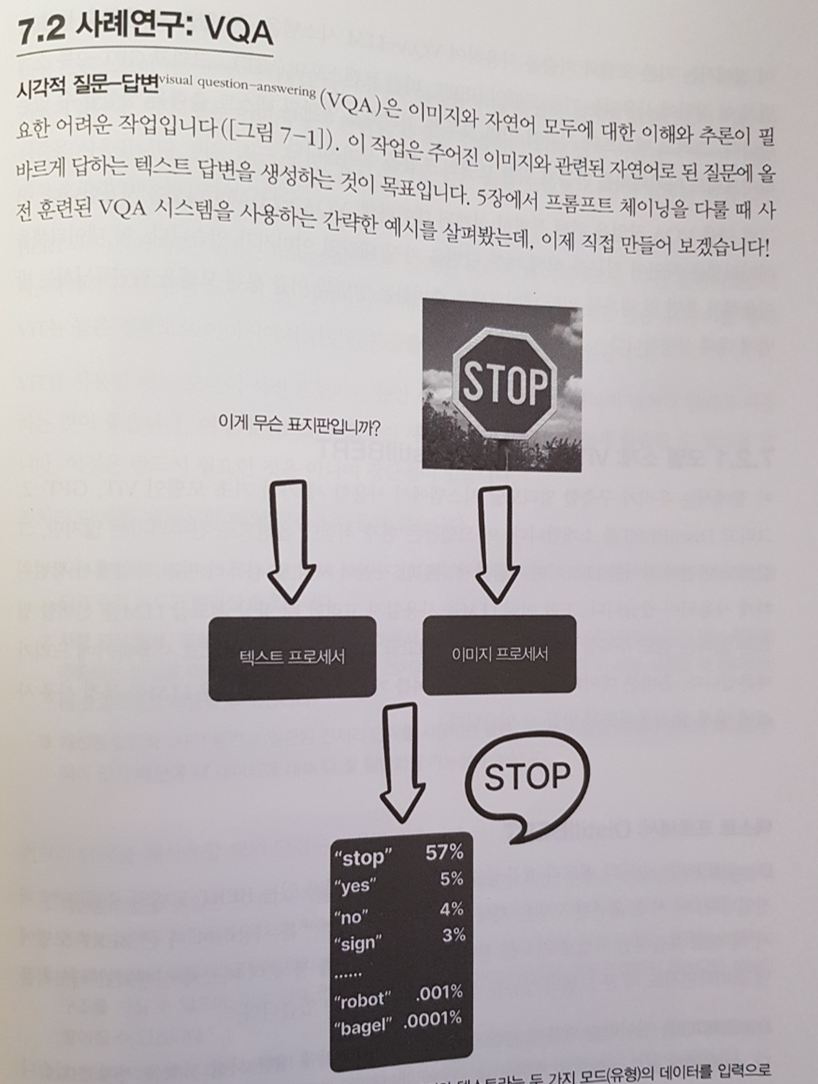 7.2 사례연구: VQA
시각적 질문–답변visual question–answering (VQA)은 이미지와 자연어 모두에 대한 이해와 추론이 필
요한 어려운 작업입니다([그림 7-1]). 이 작업은 주어진 이미지와 관련된 자연어로 된 질문에 올
바르게 답하는 텍스트 답변을 생성하는 것이 목표입니다. 5장에서 프롬프트 체이닝을 다룰 때 사
전 훈련된 VQA 시스템을 사용하는 간략한 예시를 살펴봤는데, 이제 직접 만들어 보겠습니다!
STOP
이게 무슨 표지판입니까?
텍스트 프로세서
이미지 프로세서
STOP
"stop" 57%
"yes" 5%
"no" 4%
"sign" 3%
......
"robot" .001%
"bagel" .0001%
텍스트라는 두 가지 모드(유형)의 데이터를 입력으로